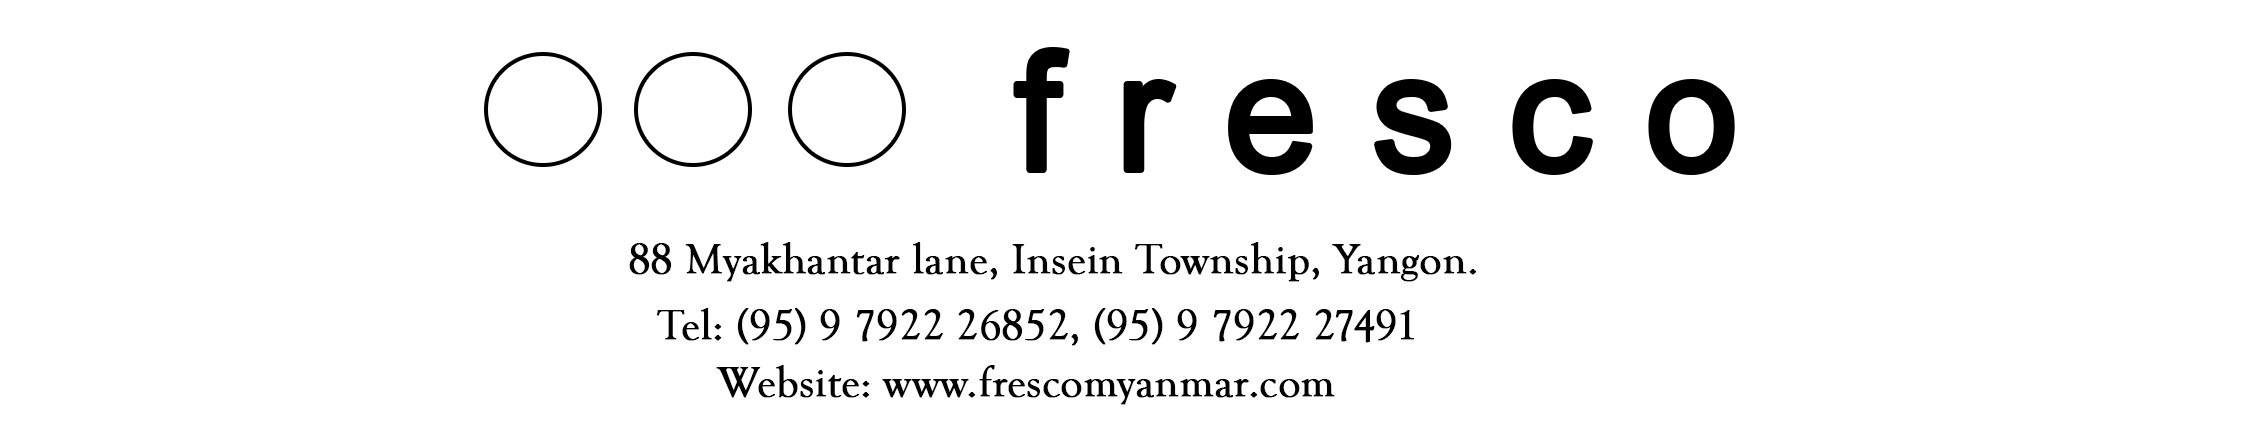 fresco
88 Myakhantar lane, Insein Township, Yangon.
Tel: (95) 9 7922 26852, (95) 9 7922 27491
Website: www.frescomyanmar.com